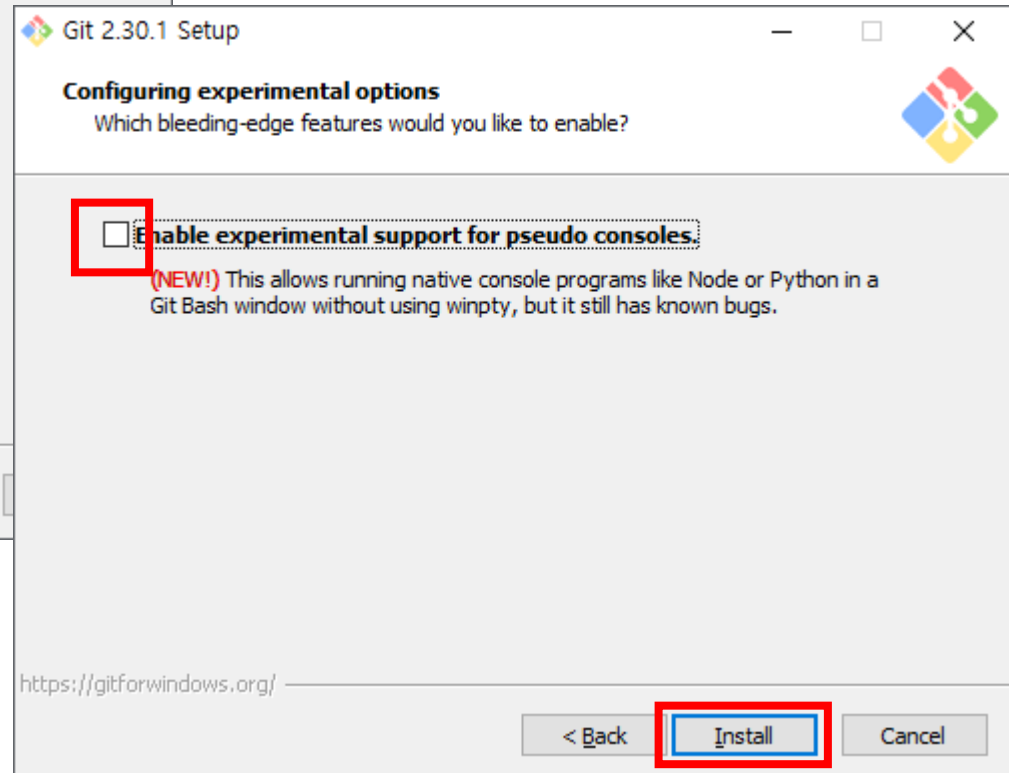 Git 2.30.1 Setup
Configuring experimental options
Which bleeding-edge features would you like to enable?
Enable experimental support for pseudo consoles.
(NEW!) This allows running native console programs like Node or Python in a
Git Bash window without using winpty, but it still has known bugs.
https://gitforwindows.org/
< Back Install Cancel